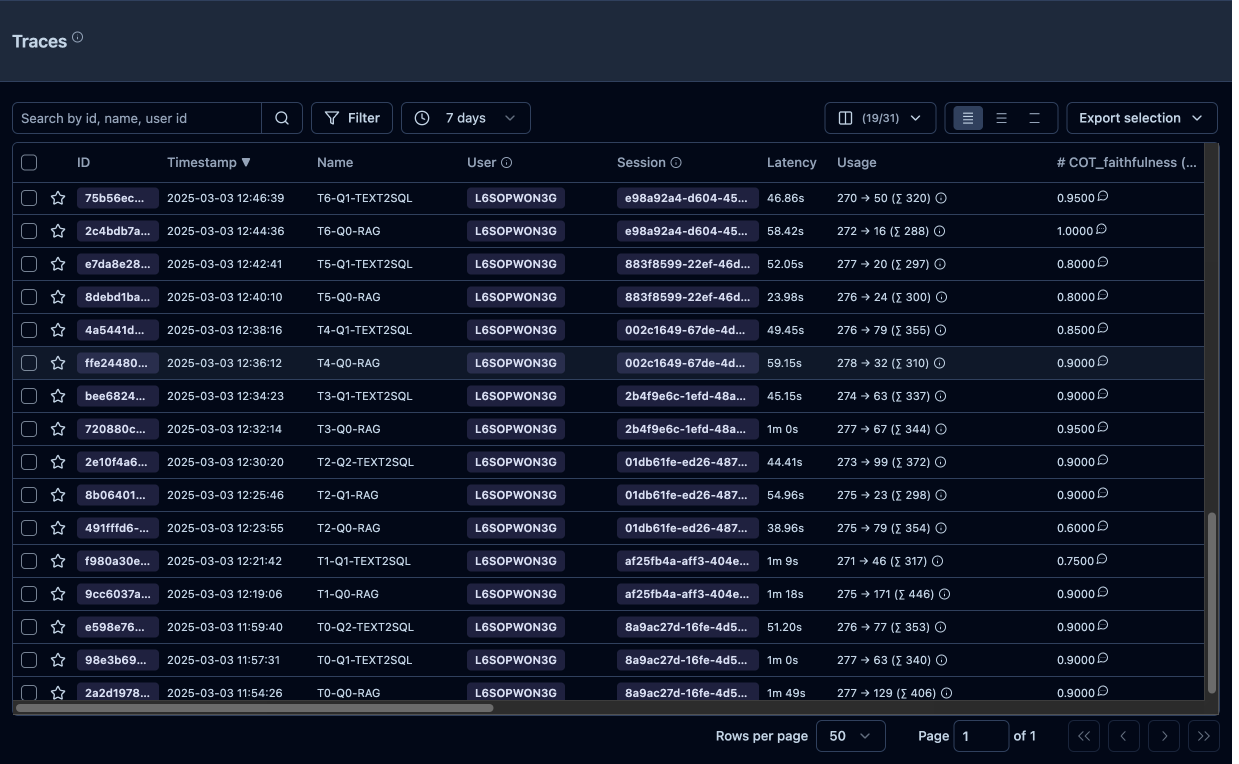 Traces
Search by id, name, user id Filter 7 days (19/31) Export selection
ID Timestamp ▼ Name User Session Latency Usage # COT_faithfulness (...
75b56ec... 2025-03-03 12:46:39 T6-Q1-TEXT2SQL L6SOPWON3G e98a92a4-d604-45... 46.86s 270 → 50 (∑ 320) 0.9500
2c4bdb7a... 2025-03-03 12:44:36 T6-Q0-RAG L6SOPWON3G e98a92a4-d604-45... 58.42s 272 → 16 (∑ 288) 1.0000
e7da8e28... 2025-03-03 12:42:41 T5-Q1-TEXT2SQL L6SOPWON3G 883f8599-22ef-46d... 52.05s 277 → 20 (∑ 297) 0.8000
8debd1ba... 2025-03-03 12:40:10 T5-Q0-RAG L6SOPWON3G 883f8599-22ef-46d... 23.98s 276 → 24 (∑ 300) 0.8000
4a5441d... 2025-03-03 12:38:16 T4-Q1-TEXT2SQL L6SOPWON3G 002c1649-67de-4d... 49.45s 276 → 79 (∑ 355) 0.8500
ffe24480... 2025-03-03 12:36:12 T4-Q0-RAG L6SOPWON3G 002c1649-67de-4d... 59.15s 278 → 32 (∑ 310) 0.9000
bee6824... 2025-03-03 12:34:23 T3-Q1-TEXT2SQL L6SOPWON3G 2b4f9e6c-1efd-48a... 45.15s 274 → 63 (∑ 337) 0.9000
720880c... 2025-03-03 12:32:14 T3-Q0-RAG L6SOPWON3G 2b4f9e6c-1efd-48a... 1m 0s 277 → 67 (∑ 344) 0.9500
2e10f4a6... 2025-03-03 12:30:20 T2-Q2-TEXT2SQL L6SOPWON3G 01db61fe-ed26-487... 44.41s 273 → 99 (∑ 372) 0.9000
8b06401... 2025-03-03 12:25:46 T2-Q1-RAG L6SOPWON3G 01db61fe-ed26-487... 54.96s 275 → 23 (∑ 298) 0.9000
491fffd6-... 2025-03-03 12:23:55 T2-Q0-RAG L6SOPWON3G 01db61fe-ed26-487... 38.96s 275 → 79 (∑ 354) 0.6000
f980a30e... 2025-03-03 12:21:42 T1-Q1-TEXT2SQL L6SOPWON3G af25fb4a-aff3-404e... 1m 9s 271 → 46 (∑ 317) 0.7500
9cc6037a... 2025-03-03 12:19:06 T1-Q0-RAG L6SOPWON3G af25fb4a-aff3-404e... 1m 18s 275 → 171 (∑ 446) 0.9000
e598e76... 2025-03-03 11:59:40 T0-Q2-TEXT2SQL L6SOPWON3G 8a9ac27d-16fe-4d5... 51.20s 276 → 77 (∑ 353) 0.9000
98e3b69... 2025-03-03 11:57:31 T0-Q1-TEXT2SQL L6SOPWON3G 8a9ac27d-16fe-4d5... 1m 0s 277 → 63 (∑ 340) 0.9000
2a2d1978... 2025-03-03 11:54:26 T0-Q0-RAG L6SOPWON3G 8a9ac27d-16fe-4d5... 1m 49s 277 → 129 (∑ 406) 0.9000
Rows per page 50 Page 1 of 1